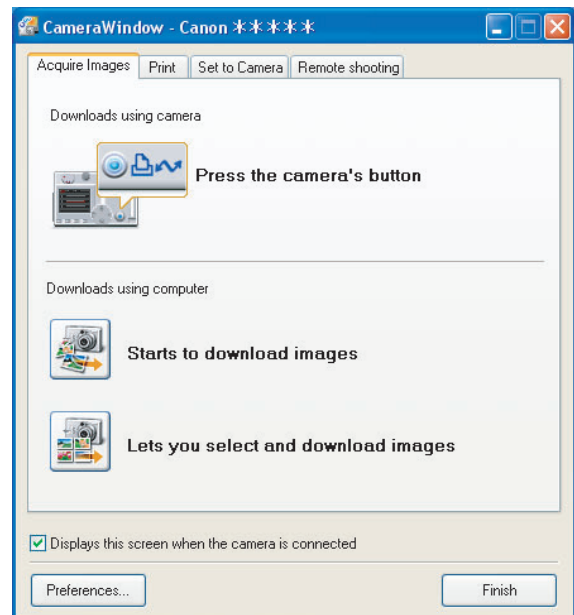 CameraWindow - Canon *****
Acquire Images Print Set to Camera Remote shooting
Downloads using camera
Press the camera's button
Downloads using computer
Starts to download images
Lets you select and download images
Displays this screen when the camera is connected
Preferences... Finish